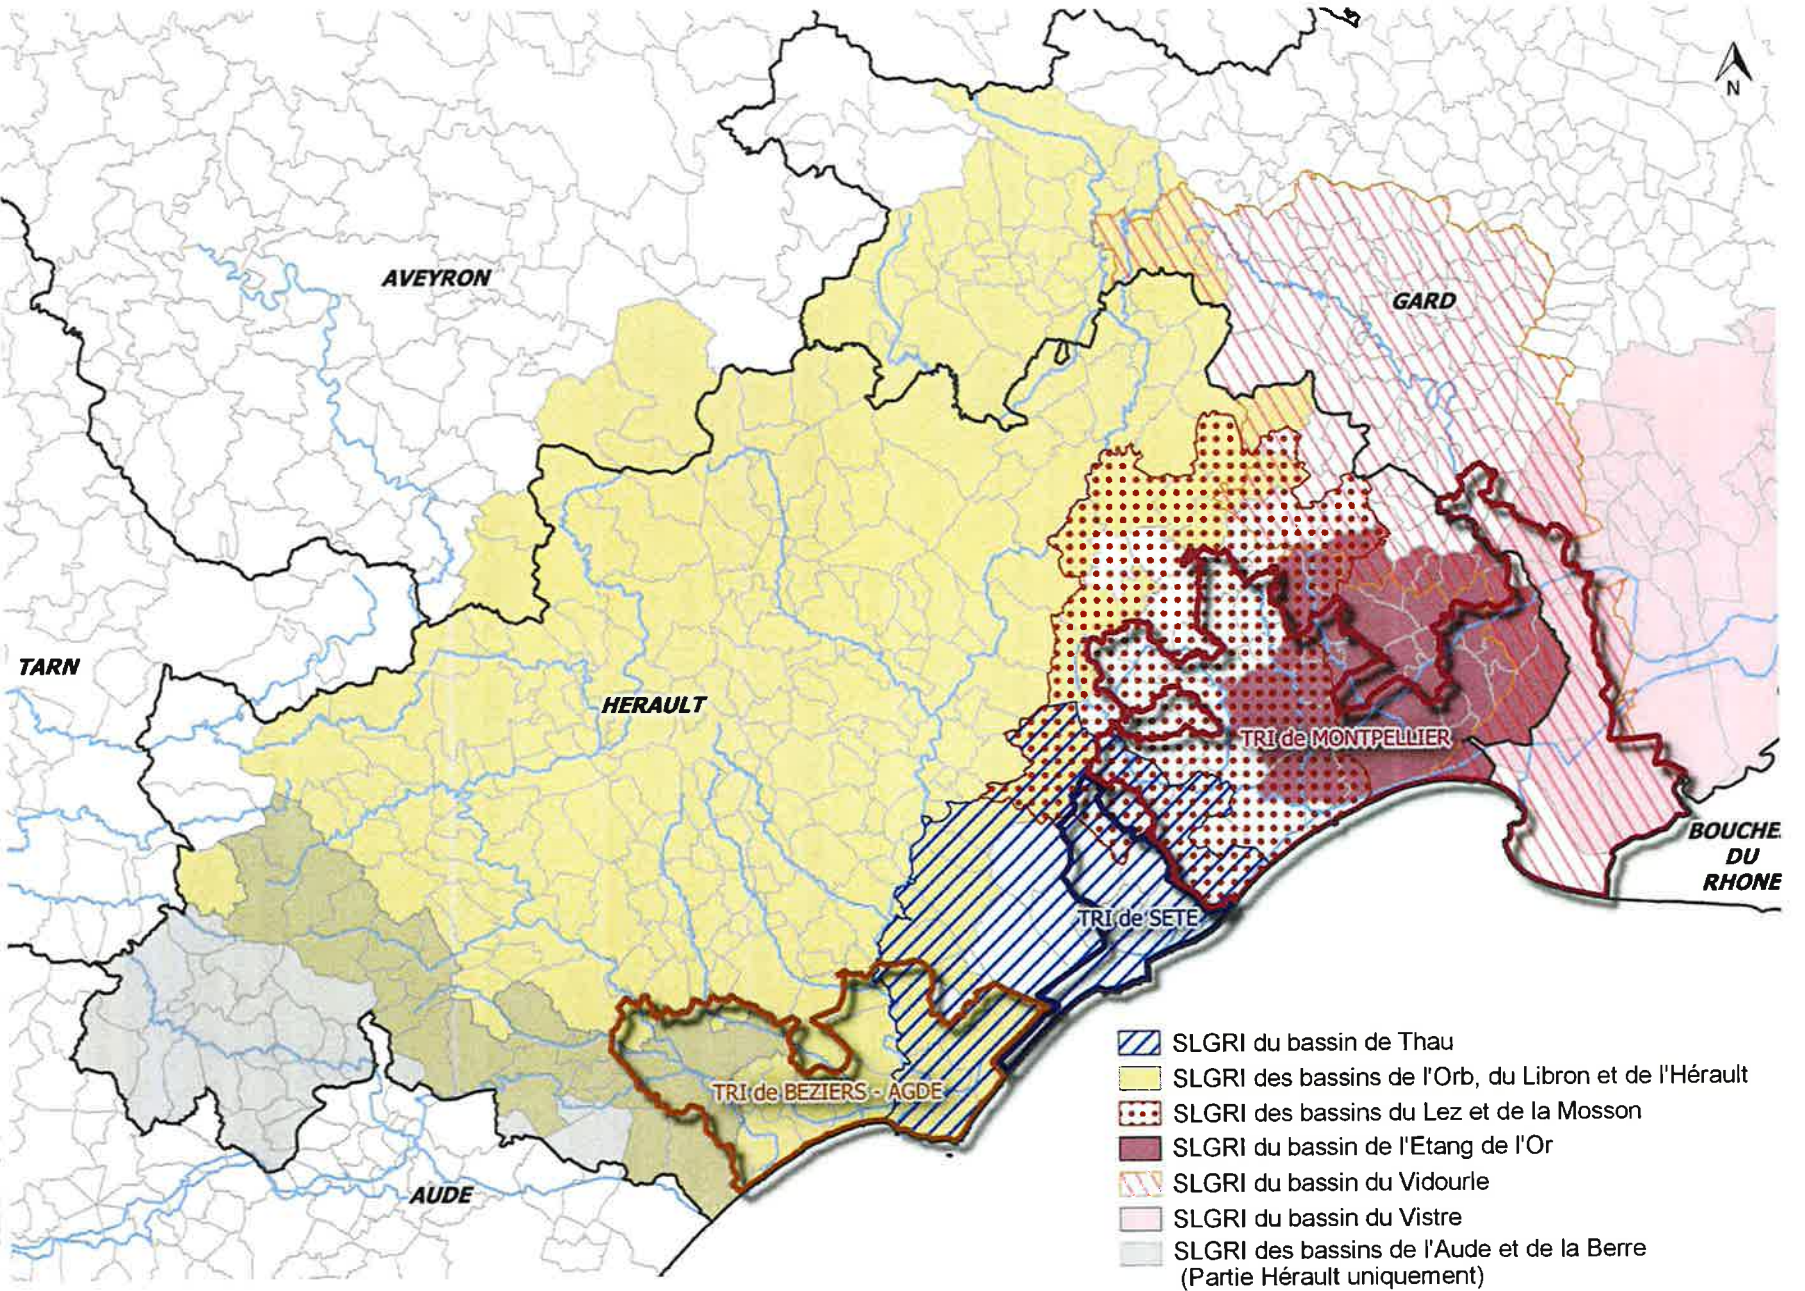 N
AVEYRON
GARD
TARN
HERAULT
TRI de MONTPELLIER
BOUCHE
DU
RHONE
TRI de SETE
TRI de BEZIERS - AGDE
AUDE
SLGRI du bassin de Thau
SLGRI des bassins de l'Orb, du Libron et de l'Hérault
SLGRI des bassins du Lez et de la Mosson
SLGRI du bassin de l'Etang de l'Or
SLGRI du bassin du Vidourle
SLGRI du bassin du Vistre
SLGRI des bassins de l'Aude et de la Berre
(Partie Hérault uniquement)